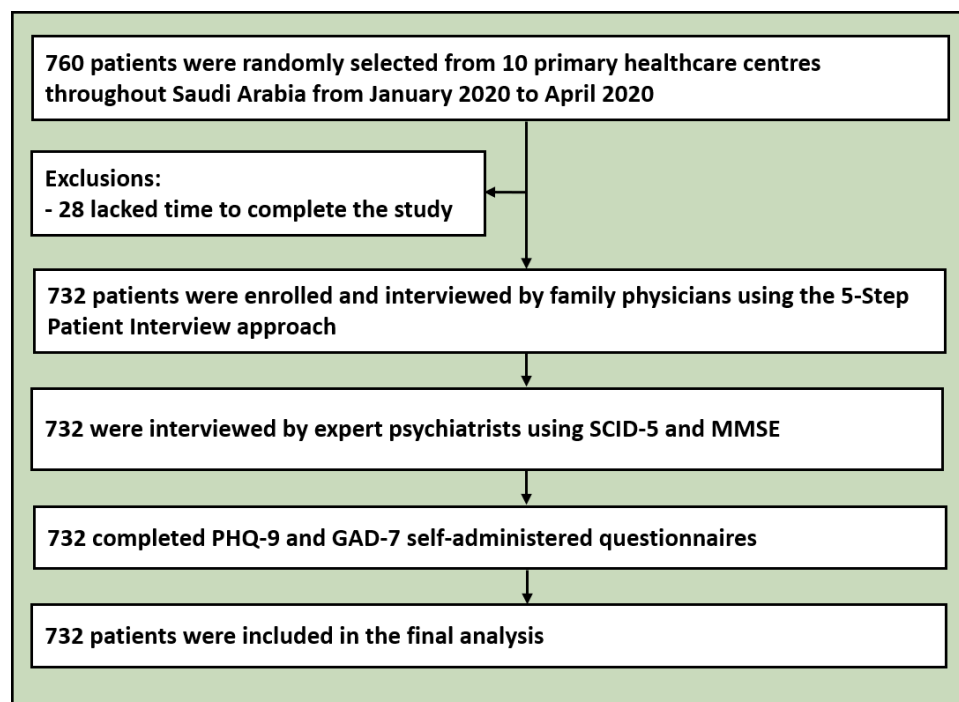 760 patients were randomly selected from 10 primary healthcare centres
throughout Saudi Arabia from January 2020 to April 2020
Exclusions:
- 28 lacked time to complete the study
732 patients were enrolled and interviewed by family physicians using the 5-Step
Patient Interview approach
732 were interviewed by expert psychiatrists using SCID-5 and MMSE
732 completed PHQ-9 and GAD-7 self-administered questionnaires
732 patients were included in the final analysis